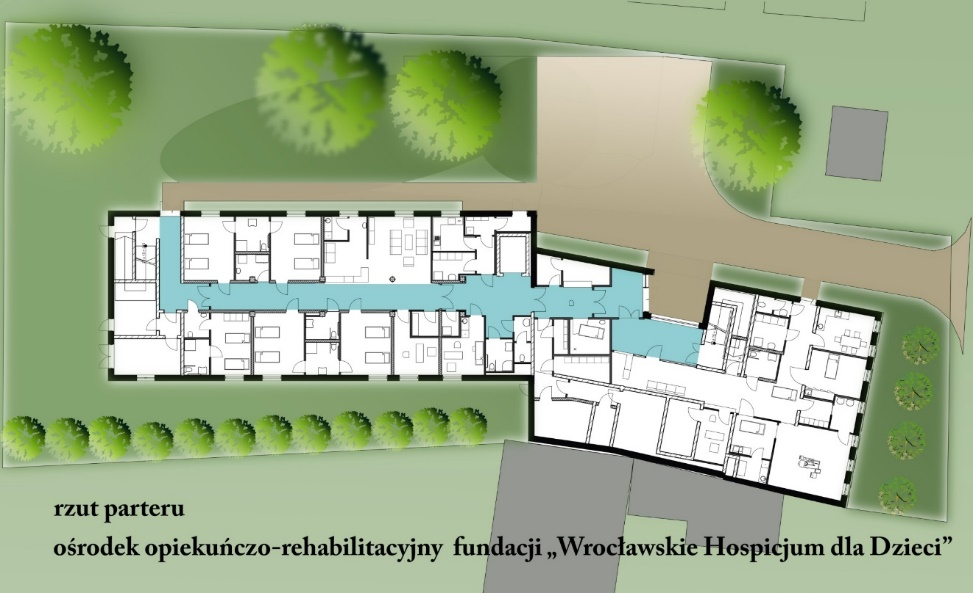 rzut parteru
ośrodek opiekuńczo-rehabilitacyjny fundacji „Wrocławskie Hospicjum dla Dzieci”